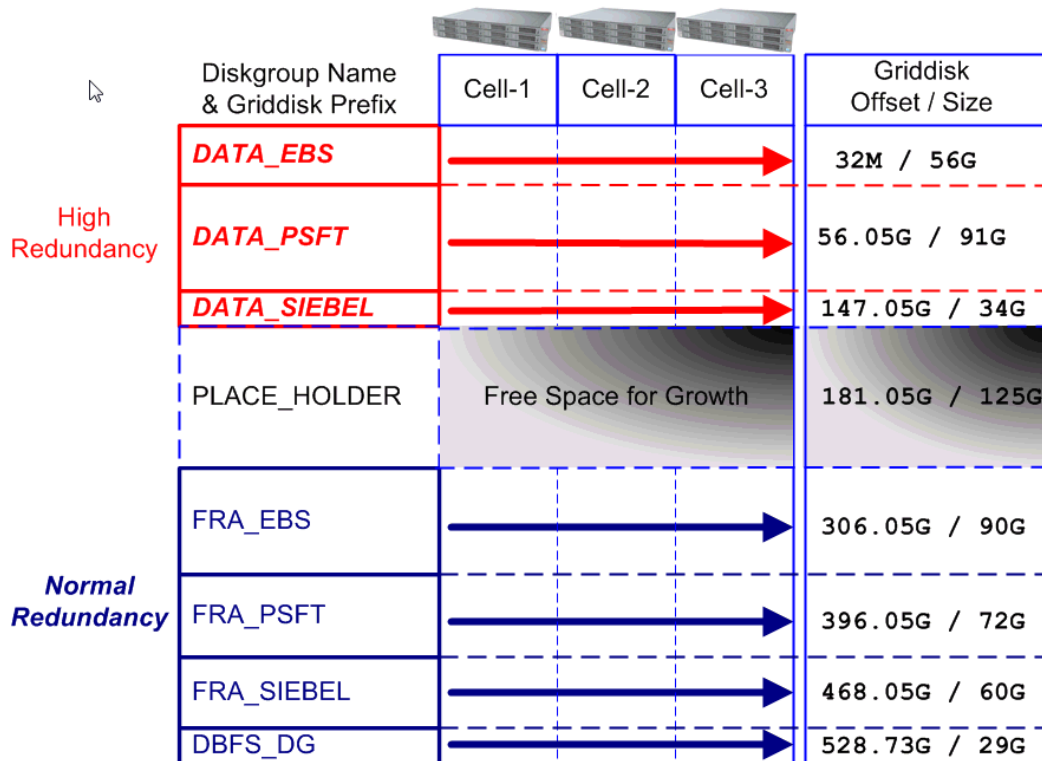 Diskgroup Name
& Griddisk Prefix
Cell-1
Cell-2
Cell-3
Griddisk
Offset / Size
High
Redundancy
DATA_EBS
32M / 56G
DATA_PSFT
56.05G / 91G
DATA_SIEBEL
147.05G / 34G
PLACE_HOLDER
Free Space for Growth
181.05G / 125G
Normal
Redundancy
FRA_EBS
306.05G / 90G
FRA_PSFT
396.05G / 72G
FRA_SIEBEL
468.05G / 60G
DBFS_DG
528.73G / 29G